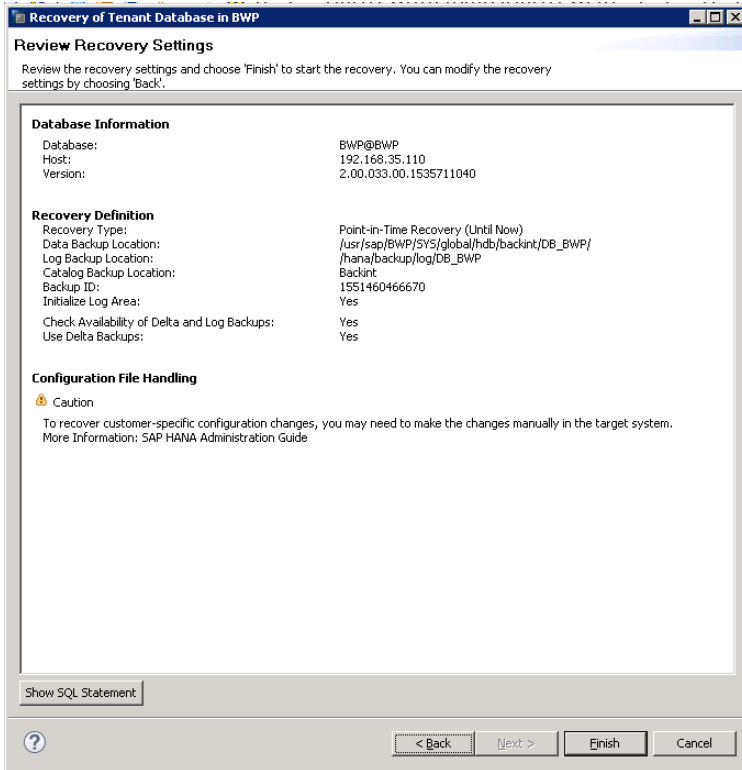 Recovery of Tenant Database in BWP
Review Recovery Settings
Review the recovery settings and choose 'Finish' to start the recovery. You can modify the recovery
settings by choosing 'Back'.
Database Information
Database: BWP@BWP
Host: 192.168.35.110
Version: 2.00.033.00.1535711040
Recovery Definition
Recovery Type: Point-in-Time Recovery (Until Now)
Data Backup Location: /usr/sap/BWP/SYS/global/hdb/backint/DB_BWP/
Log Backup Location: /hana/backup/log/DB_BWP
Catalog Backup Location: Backint
Backup ID: 1551460466670
Initialize Log Area: Yes
Check Availability of Delta and Log Backups: Yes
Use Delta Backups: Yes
Configuration File Handling
Caution
To recover customer-specific configuration changes, you may need to make the changes manually in the target system.
More Information: SAP HANA Administration Guide
Show SQL Statement
? < Back Next > Finish Cancel